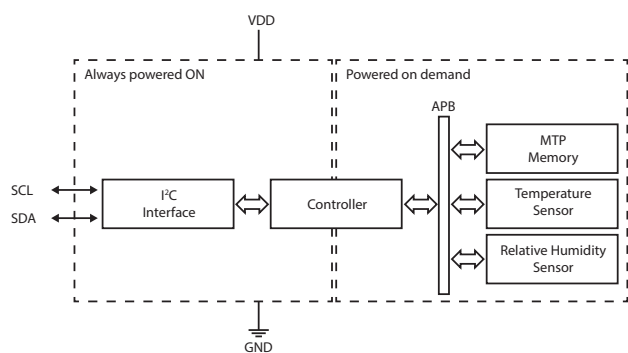 VDD
Always powered ON
Powered on demand
APB
MTP
Memory
SCL
SDA
I²C
Interface
Controller
Temperature
Sensor
Relative Humidity
Sensor
GND